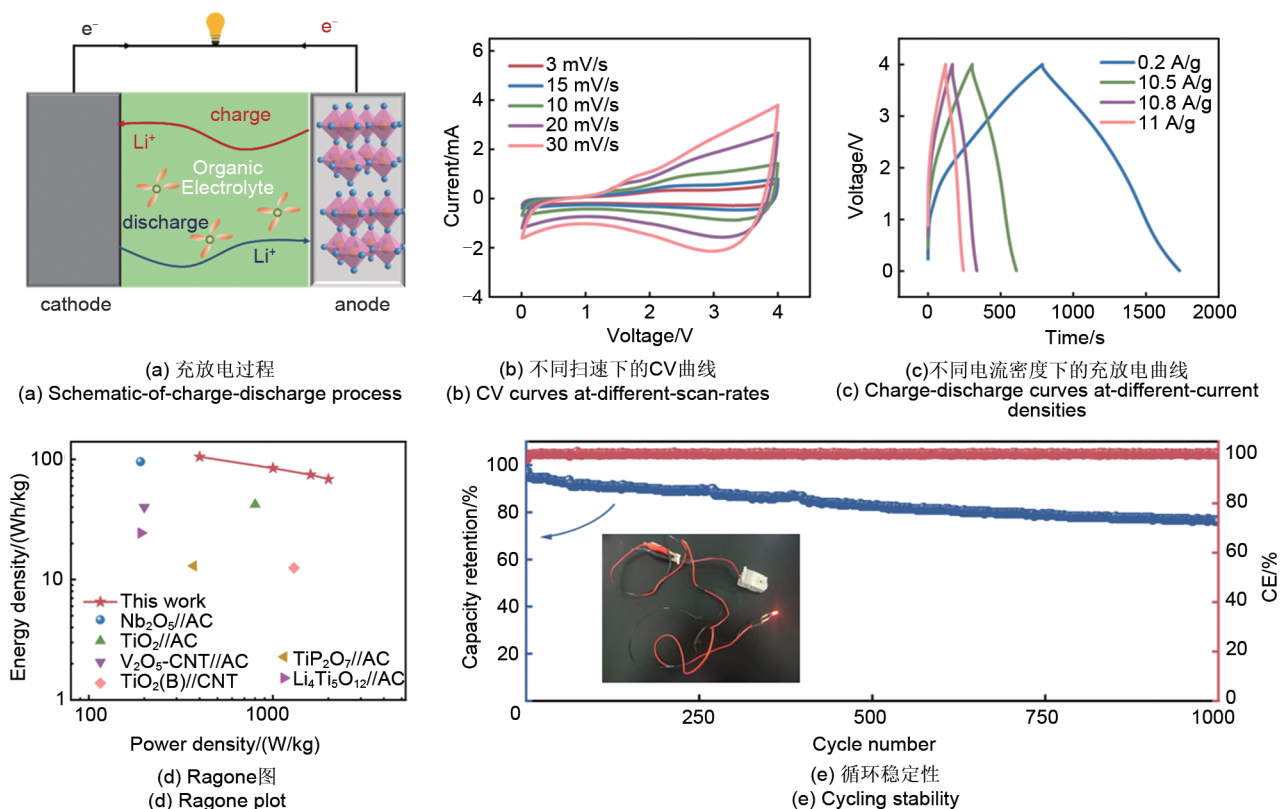 e⁻
e⁻
charge
Li⁺
Organic
Electrolyte
discharge
Li⁺
cathode
anode
(a) 充放电过程
(a) Schematic-of-charge-discharge process
6
4
2
0
−2
−4
Current/mA
3 mV/s
15 mV/s
10 mV/s
20 mV/s
30 mV/s
0
1
2
3
4
Voltage/V
(b) 不同扫速下的CV曲线
(b) CV curves at-different-scan-rates
4
3
2
1
0
Voltage/V
0.2 A/g
10.5 A/g
10.8 A/g
11 A/g
0
500
1000
1500
2000
Time/s
(c)不同电流密度下的充放电曲线
(c) Charge-discharge curves at-different-current
densities
100
10
1
Energy density/(Wh/kg)
This work
Nb₂O₅//AC
TiO₂//AC
V₂O₅-CNT//AC
TiO₂(B)//CNT
TiP₂O₇//AC
Li₄Ti₅O₁₂//AC
100
1000
Power density/(W/kg)
(d) Ragone图
(d) Ragone plot
100
80
60
40
20
Capacity retention/%
100
80
60
40
20
0
CE/%
0
250
500
750
1000
Cycle number
(e) 循环稳定性
(e) Cycling stability